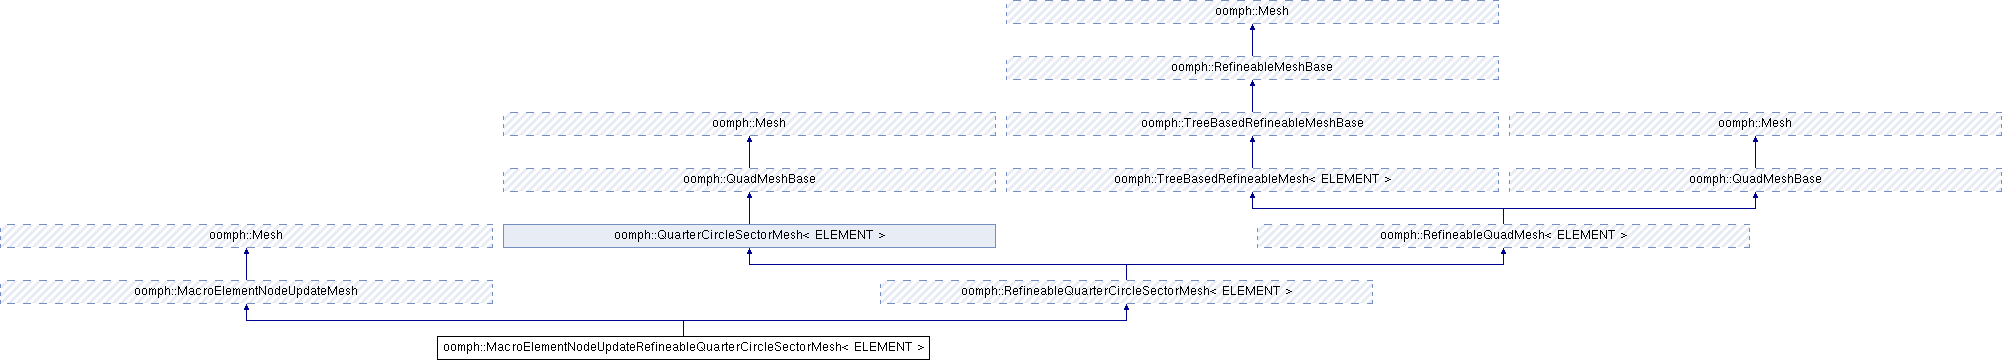 oomph::Mesh
oomph::RefineableMeshBase
oomph::Mesh
oomph::TreeBasedRefineableMeshBase
oomph::Mesh
oomph::QuadMeshBase
oomph::TreeBasedRefineableMesh< ELEMENT >
oomph::QuadMeshBase
oomph::Mesh
oomph::QuarterCircleSectorMesh< ELEMENT >
oomph::RefineableQuadMesh< ELEMENT >
oomph::MacroElementNodeUpdateMesh
oomph::RefineableQuarterCircleSectorMesh< ELEMENT >
oomph::MacroElementNodeUpdateRefineableQuarterCircleSectorMesh< ELEMENT >